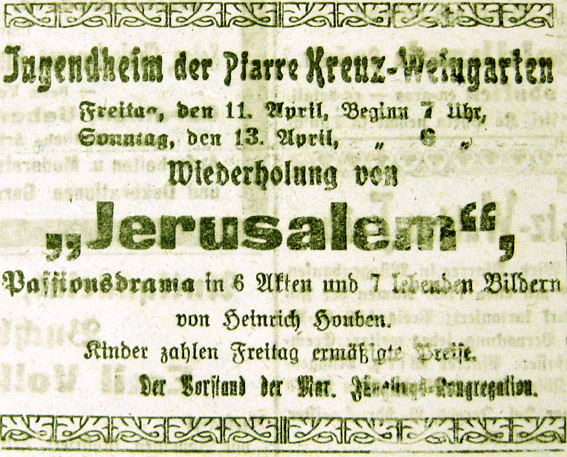 Jugendheim der Pfarre Kreuz-Weingarten
Freitag, den 11. April, Beginn 7 Uhr,
Sonntag, den 13. April, „ 6 „
Wiederholung von
„Jerusalem“,
Passionsdrama in 6 Akten und 7 lebenden Bildern
von Heinrich Houben.
Kinder zahlen Freitag ermäßigte Preise.
Der Vorstand der Mar. Jünglings-Kongregation.